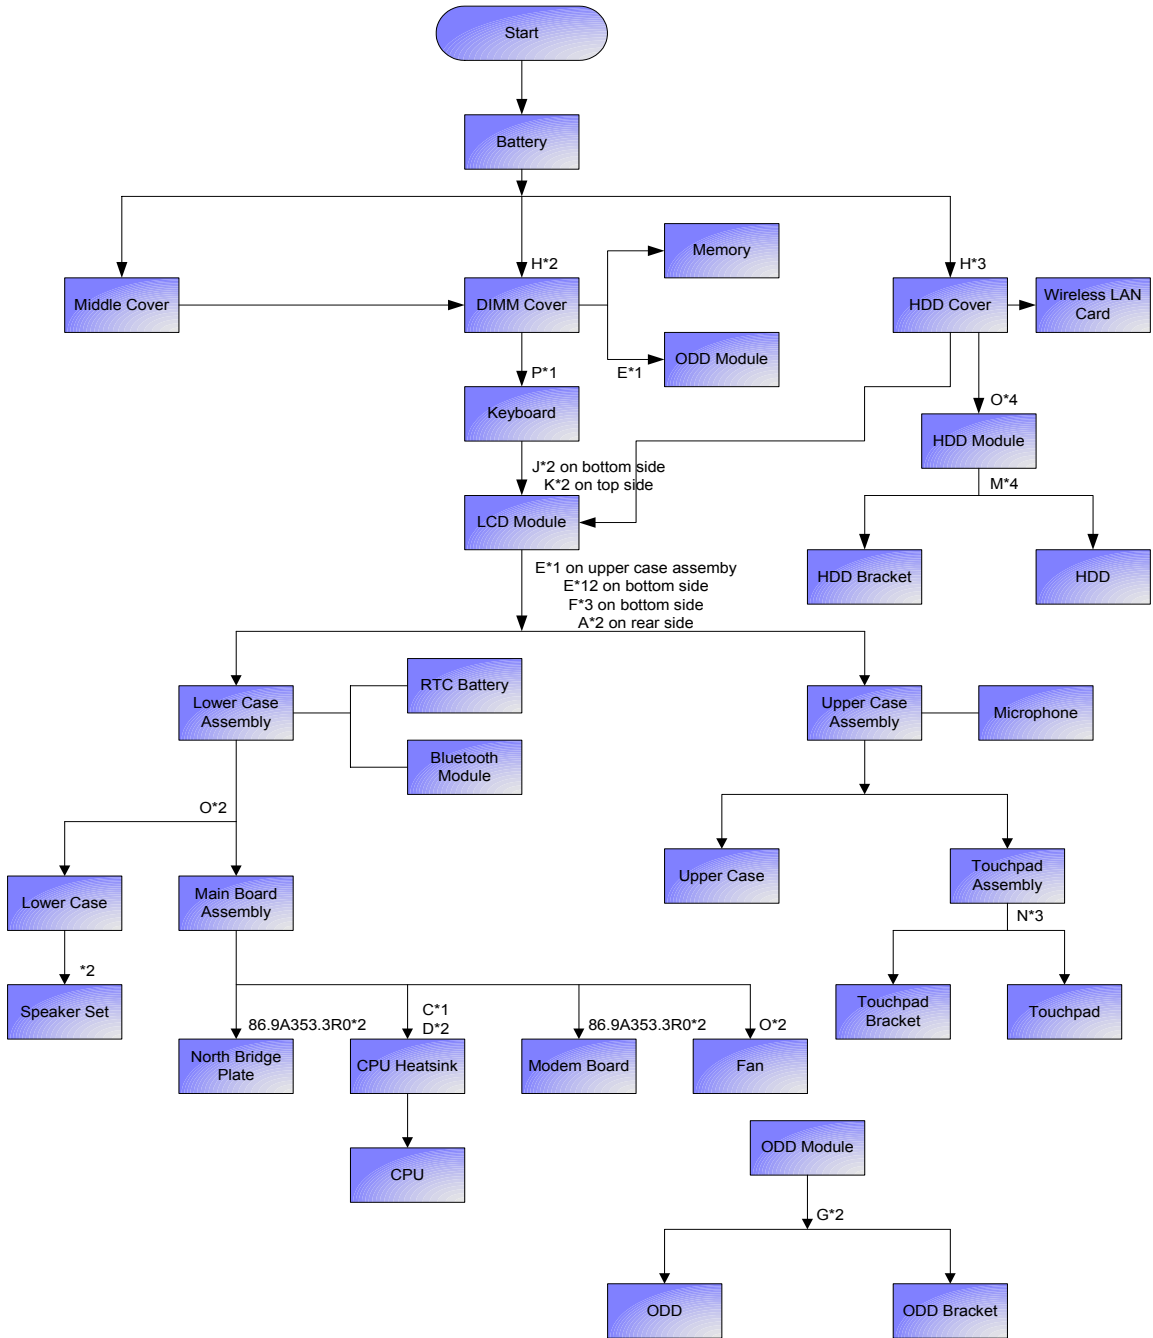 Start
Battery
H*2
H*3
Memory
Middle Cover
DIMM Cover
HDD Cover
Wireless LAN
Card
P*1
E*1
ODD Module
Keyboard
O*4
HDD Module
J*2 on bottom side
K*2 on top side
M*4
LCD Module
HDD Bracket
HDD
E*1 on upper case assemby
E*12 on bottom side
F*3 on bottom side
A*2 on rear side
RTC Battery
Lower Case
Assembly
Upper Case
Assembly
Microphone
Bluetooth
Module
O*2
Lower Case
Main Board
Assembly
Upper Case
Touchpad
Assembly
N*3
*2
Speaker Set
Touchpad
Bracket
Touchpad
86.9A353.3R0*2
C*1
D*2
86.9A353.3R0*2
O*2
North Bridge
Plate
CPU Heatsink
Modem Board
Fan
CPU
ODD Module
G*2
ODD
ODD Bracket